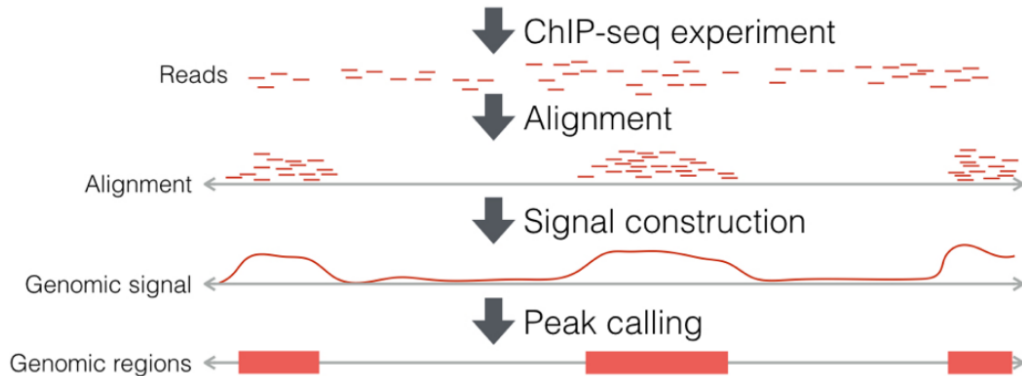 ChIP-seq experiment
Reads
Alignment
Alignment
Signal construction
Genomic signal
Peak calling
Genomic regions